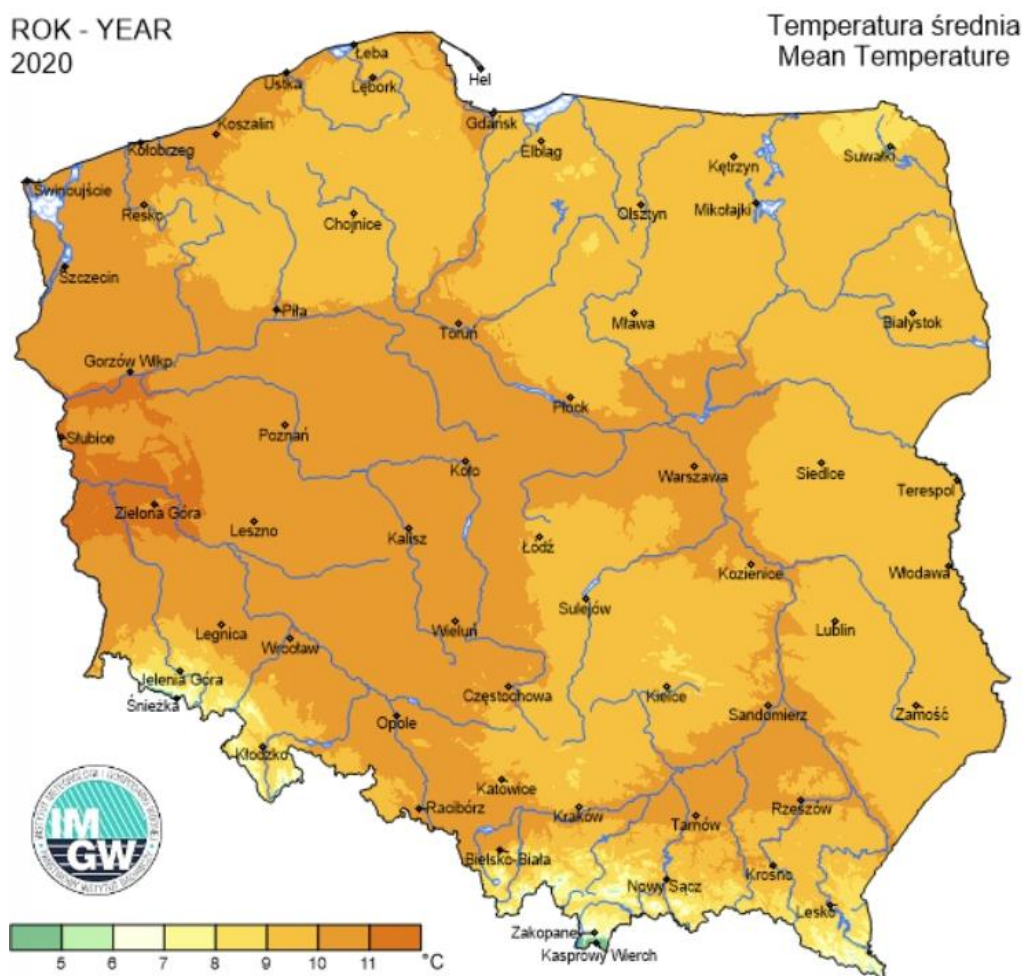 ROK - YEAR
2020
Temperatura średnia
Mean Temperature
Łeba
Hel
Ustka
Lębork
Gdańsk
Koszalin
Kołobrzeg
Elbląg
Kętrzyn
Suwałki
Świnoujście
Resko
Chojnice
Olsztyn
Mikołajki
Szczecin
Piła
Toruń
Mława
Białystok
Gorzów Wlkp.
Płock
Słubice
Poznań
Koło
Warszawa
Siedlce
Terespol
Zielona Góra
Leszno
Kalisz
Łódź
Kozienice
Włodawa
Sulejów
Legnica
Wrocław
Wieluń
Lublin
Jelenia Góra
Śnieżka
Częstochowa
Kielce
Sandomierz
Zamość
Opole
Kłodzko
Katowice
Racibórz
Kraków
Tarnów
Rzeszów
Bielsko-Biała
Nowy Sącz
Krosno
Lesko
Zakopane
Kasprowy Wierch
IM
GW
5 6 7 8 9 10 11 °C